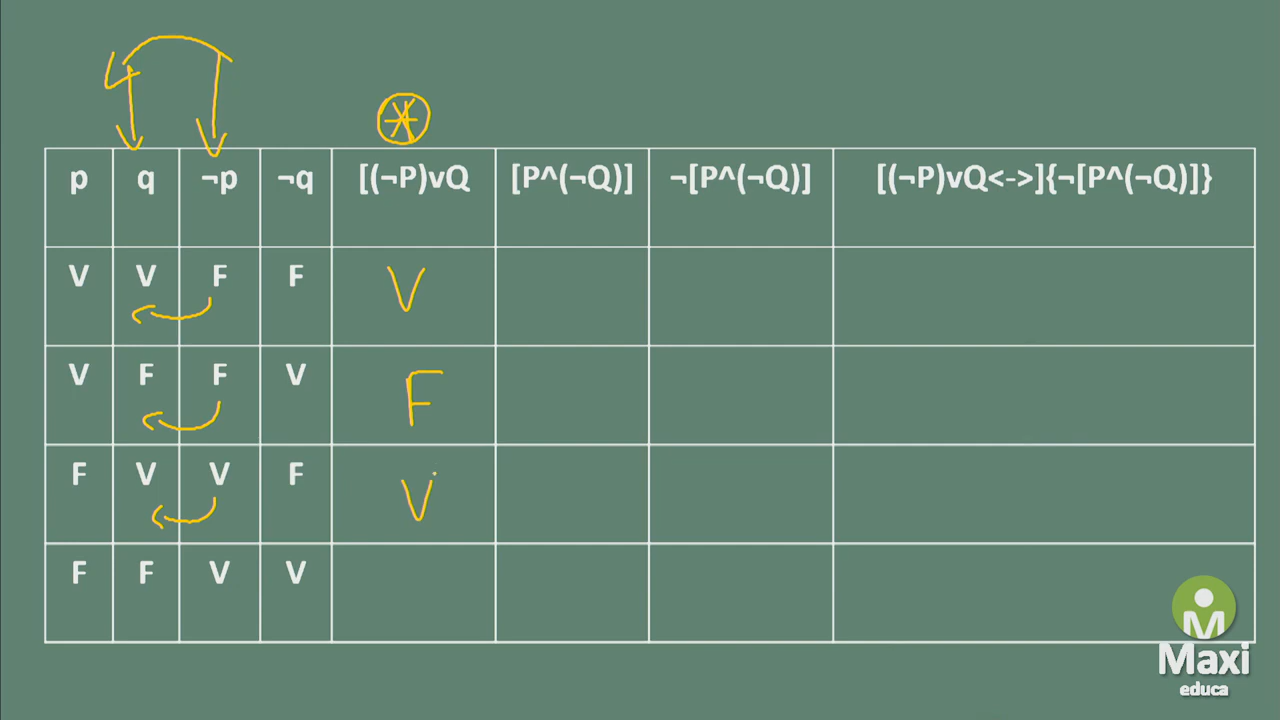 p q ¬p ¬q [(¬P)vQ [P^(¬Q)] ¬[P^(¬Q)] [(¬P)vQ<->]{¬[P^(¬Q)]}
V V F F V
V F F V F
F V V F V
F F V V
Maxi
educa